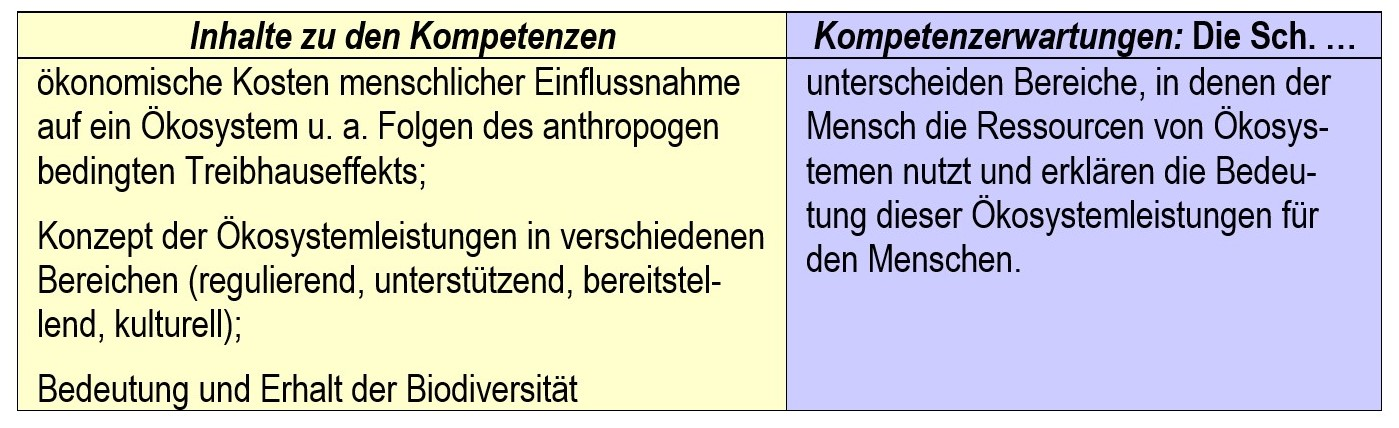 Inhalte zu den Kompetenzen
ökonomische Kosten menschlicher Einflussnahme
auf ein Ökosystem u. a. Folgen des anthropogen
bedingten Treibhauseffekts;
Konzept der Ökosystemleistungen in verschiedenen
Bereichen (regulierend, unterstützend, bereitstel-
lend, kulturell);
Bedeutung und Erhalt der Biodiversität
Kompetenzerwartungen: Die Sch. …
unterscheiden Bereiche, in denen der
Mensch die Ressourcen von Ökosys-
temen nutzt und erklären die Bedeu-
tung dieser Ökosystemleistungen für
den Menschen.